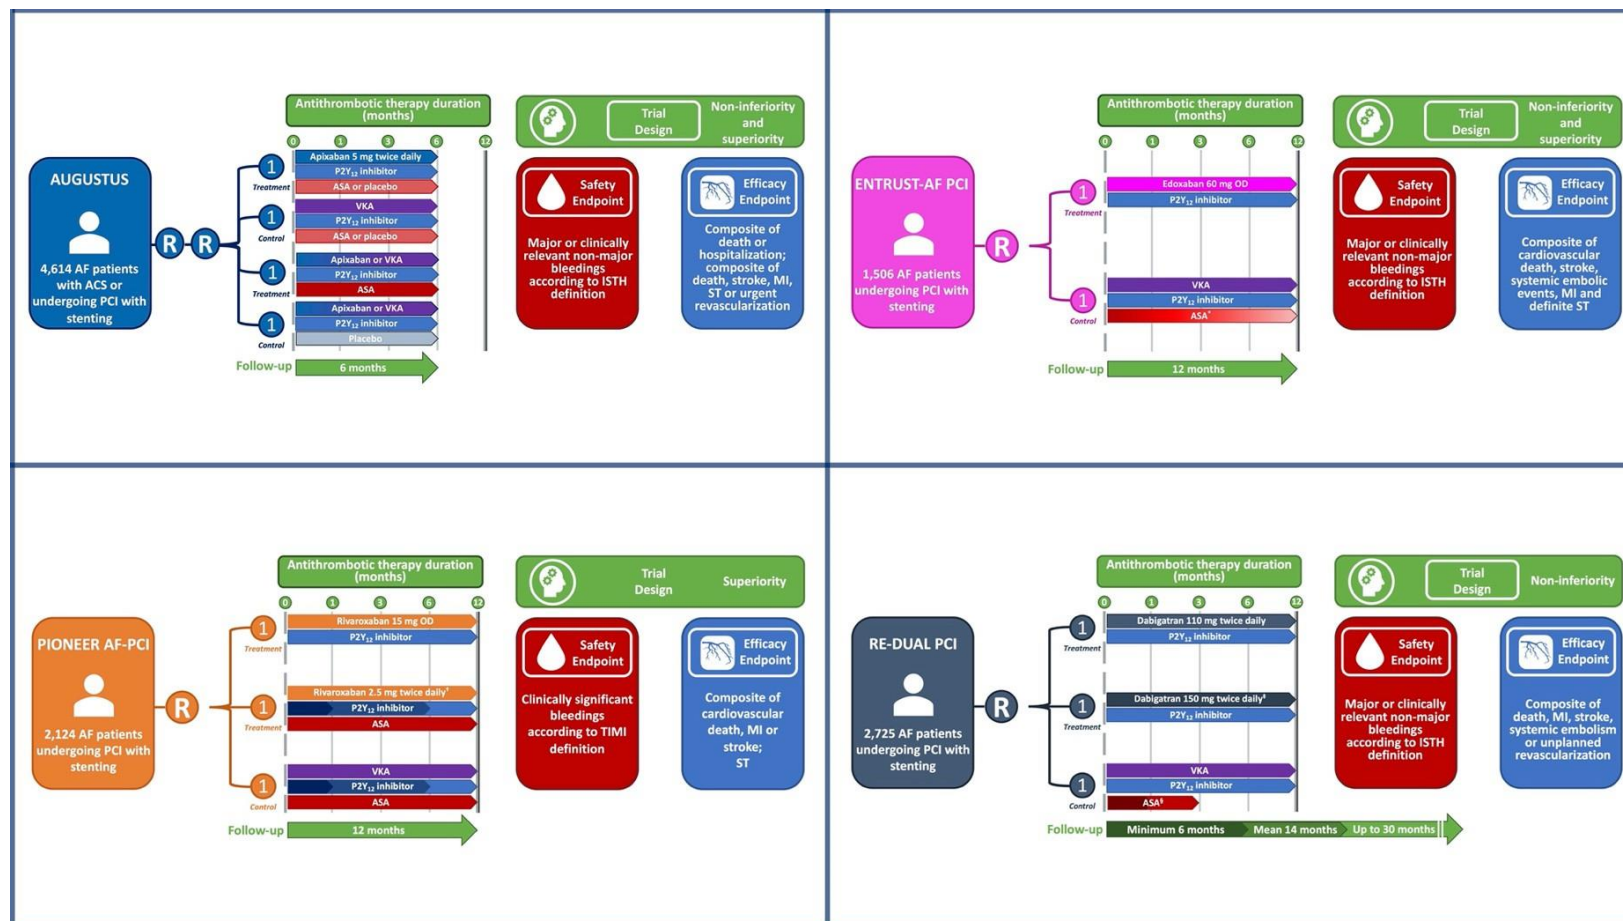 Antithrombotic therapy duration
(months)
0 1 3 6 12
AUGUSTUS
4,614 AF patients
with ACS or
undergoing PCI with
stenting
R R
1
Treatment
Apixaban 5 mg twice daily
P2Y12 inhibitor
ASA or placebo
1
Control
VKA
P2Y12 inhibitor
ASA or placebo
1
Treatment
Apixaban or VKA
P2Y12 inhibitor
ASA
1
Control
Apixaban or VKA
P2Y12 inhibitor
Placebo
Follow-up
6 months
Trial
Design
Non-inferiority
and
superiority
Safety
Endpoint
Major or clinically
relevant non-major
bleedings
according to ISTH
definition
Efficacy
Endpoint
Composite of
death or
hospitalization;
composite of
death, stroke, MI,
ST or urgent
revascularization
Antithrombotic therapy duration
(months)
0 1 3 6 12
ENTRUST-AF PCI
1,506 AF patients
undergoing PCI with
stenting
R
1
Treatment
Edoxaban 60 mg OD
P2Y12 inhibitor
1
Control
VKA
P2Y12 inhibitor
ASA*
Follow-up
12 months
Trial
Design
Non-inferiority
and
superiority
Safety
Endpoint
Major or clinically
relevant non-major
bleedings
according to ISTH
definition
Efficacy
Endpoint
Composite of
cardiovascular
death, stroke,
systemic embolic
events, MI and
definite ST
Antithrombotic therapy duration
(months)
0 1 3 6 12
PIONEER AF-PCI
2,124 AF patients
undergoing PCI with
stenting
R
1
Treatment
Rivaroxaban 15 mg OD
P2Y12 inhibitor
1
Treatment
Rivaroxaban 2.5 mg twice daily†
P2Y12 inhibitor
ASA
1
Control
VKA
P2Y12 inhibitor
ASA
Follow-up
12 months
Trial
Design
Superiority
Safety
Endpoint
Clinically significant
bleedings
according to TIMI
definition
Efficacy
Endpoint
Composite of
cardiovascular
death, MI or
stroke;
ST
Antithrombotic therapy duration
(months)
0 1 3 6 12
RE-DUAL PCI
2,725 AF patients
undergoing PCI with
stenting
R
1
Treatment
Dabigatran 110 mg twice daily
P2Y12 inhibitor
1
Treatment
Dabigatran 150 mg twice daily‡
P2Y12 inhibitor
1
Control
VKA
P2Y12 inhibitor
ASA§
Follow-up
Minimum 6 months Mean 14 months Up to 30 months
Trial
Design
Non-inferiority
Safety
Endpoint
Major or clinically
relevant non-major
bleedings
according to ISTH
definition
Efficacy
Endpoint
Composite of
death, MI, stroke,
systemic embolism
or unplanned
revascularization